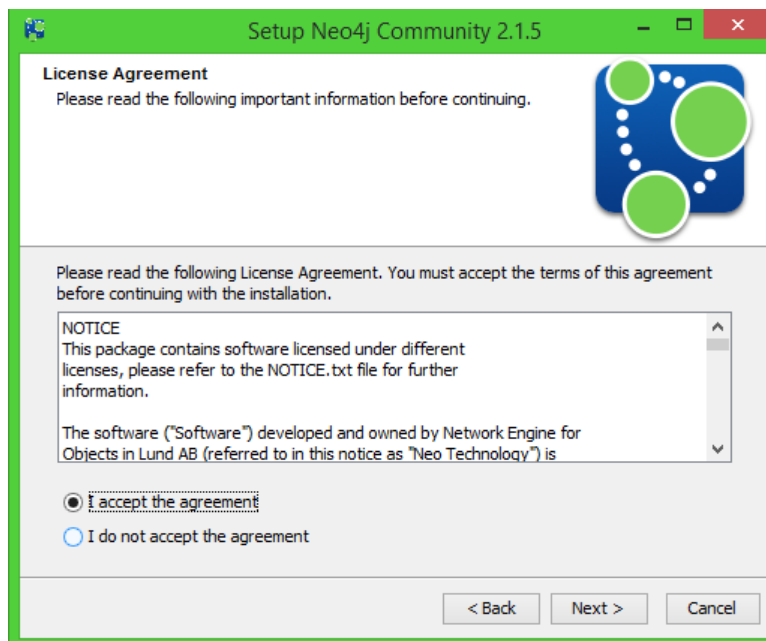 Setup Neo4j Community 2.1.5
License Agreement
Please read the following important information before continuing.
Please read the following License Agreement. You must accept the terms of this agreement
before continuing with the installation.
NOTICE
This package contains software licensed under different
licenses, please refer to the NOTICE.txt file for further
information.
The software ("Software") developed and owned by Network Engine for
Objects in Lund AB (referred to in this notice as "Neo Technology") is
I accept the agreement
I do not accept the agreement
< Back Next > Cancel